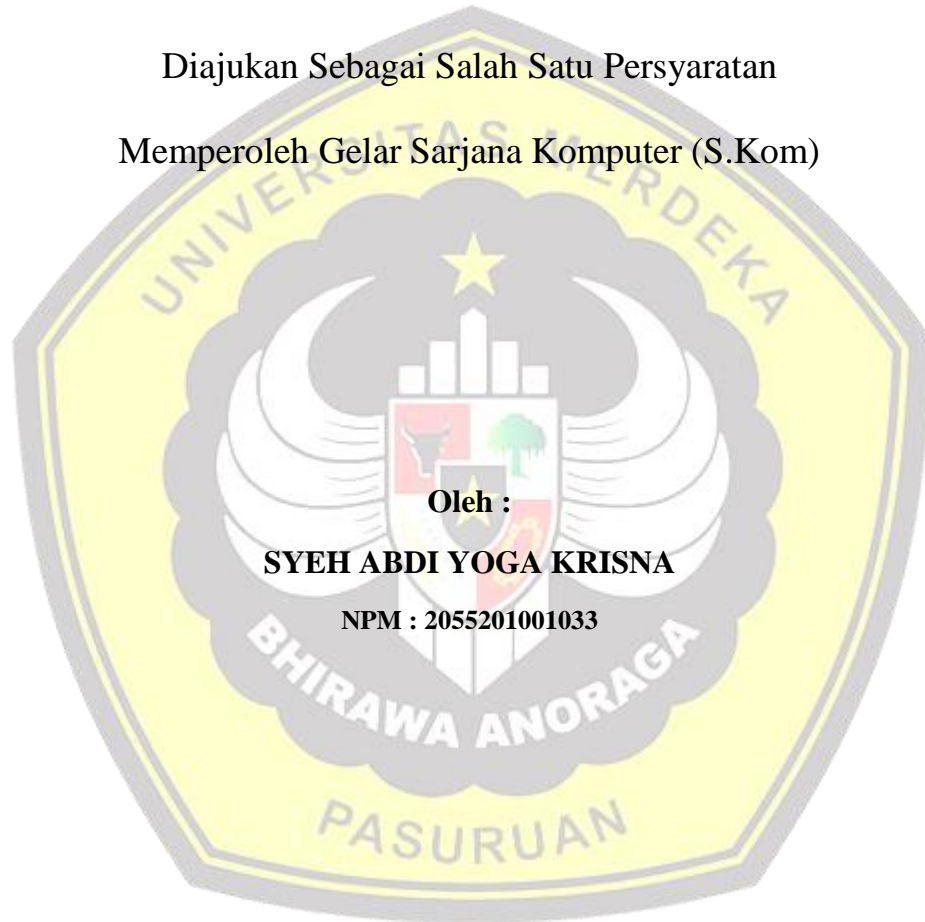 Diajukan Sebagai Salah Satu Persyaratan
Memperoleh Gelar Sarjana Komputer (S.Kom)
UNIVERSITAS MERDEKA
Oleh :
SYEH ABDI YOGA KRISNA
NPM : 2055201001033
BHIRAWA ANORAGA
PASURUAN